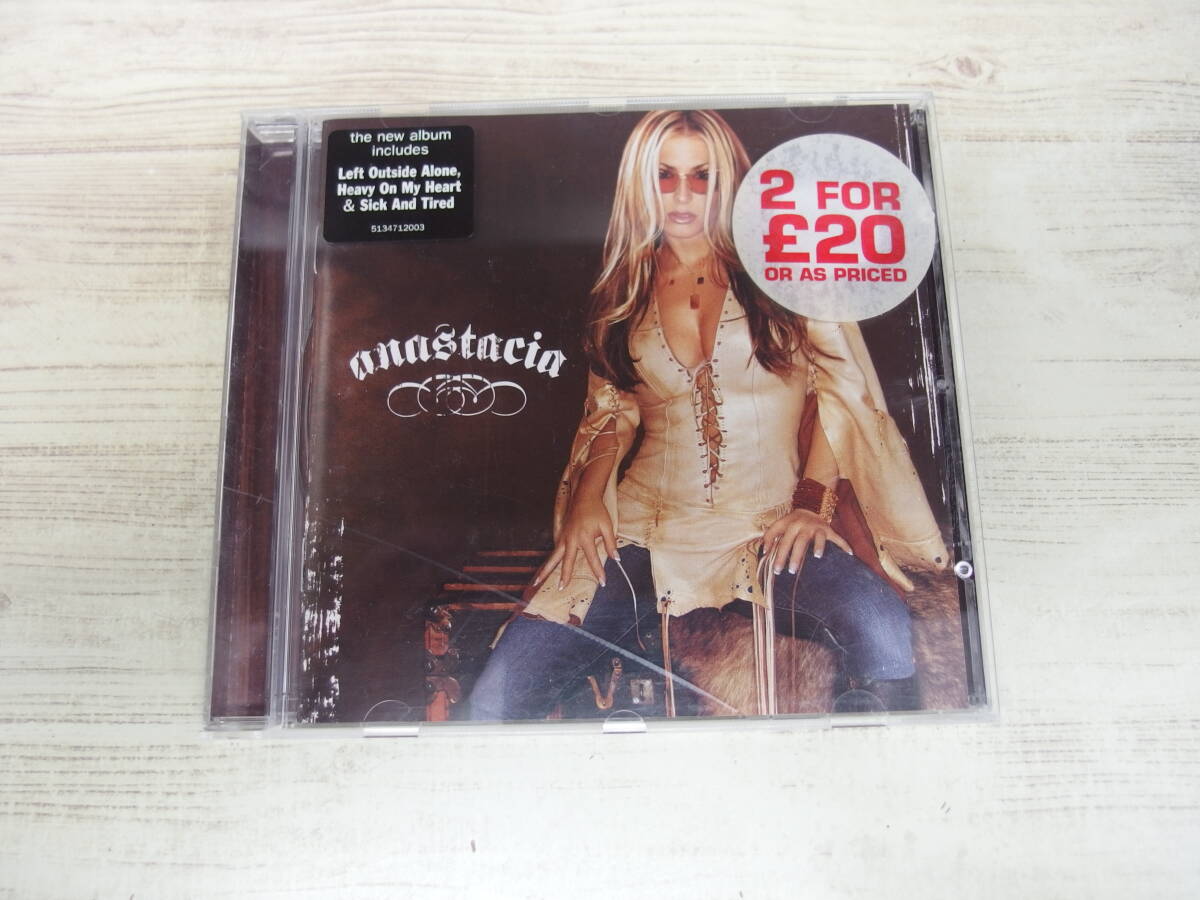 the new album
includes
Left Outside Alone,
Heavy On My Heart
& Sick And Tired
5134712003
2 FOR
£20
OR AS PRICED
anastacia